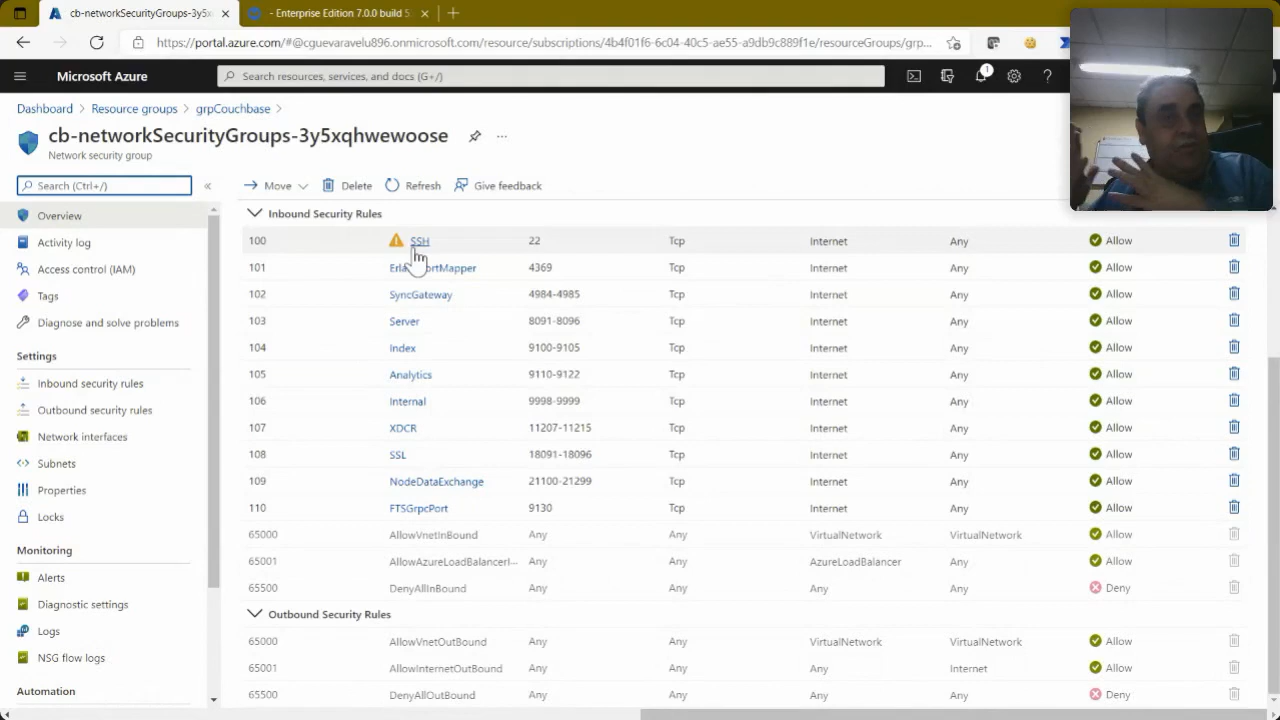 cb-networkSecurityGroups-3y5x
- Enterprise Edition 7.0.0 build 5
https://portal.azure.com/#@cguevaravelu896.onmicrosoft.com/resource/subscriptions/4b4f01f6-6c04-40c5-ae55-a9db9c889f1e/resourceGroups/grp...
Microsoft Azure
Search resources, services, and docs (G+/)
1
Dashboard > Resource groups > grpCouchbase >
cb-networkSecurityGroups-3y5xqhwewoose
Network security group
Search (Ctrl+/)
Move
Delete
Refresh
Give feedback
Overview
Activity log
Access control (IAM)
Tags
Diagnose and solve problems
Settings
Inbound security rules
Outbound security rules
Network interfaces
Subnets
Properties
Locks
Monitoring
Alerts
Diagnostic settings
Logs
NSG flow logs
Automation
Inbound Security Rules
100 SSH 22 Tcp Internet Any Allow
101 4369 Tcp Internet Any Allow
102 SyncGateway 4984-4985 Tcp Internet Any Allow
103 Server 8091-8096 Tcp Internet Any Allow
104 Index 9100-9105 Tcp Internet Any Allow
105 Analytics 9110-9122 Tcp Internet Any Allow
106 Internal 9998-9999 Tcp Internet Any Allow
107 XDCR 11207-11215 Tcp Internet Any Allow
108 SSL 18091-18096 Tcp Internet Any Allow
109 NodeDataExchange 21100-21299 Tcp Internet Any Allow
110 FTSGrpcPort 9130 Tcp Internet Any Allow
65000 AllowVnetInBound Any Any VirtualNetwork VirtualNetwork Allow
65001 AllowAzureLoadBalancerI... Any Any AzureLoadBalancer Any Allow
65500 DenyAllInBound Any Any Any Any Deny
Outbound Security Rules
65000 AllowVnetOutBound Any Any VirtualNetwork VirtualNetwork Allow
65001 AllowInternetOutBound Any Any Any Internet Allow
65500 DenyAllOutBound Any Any Any Any Deny